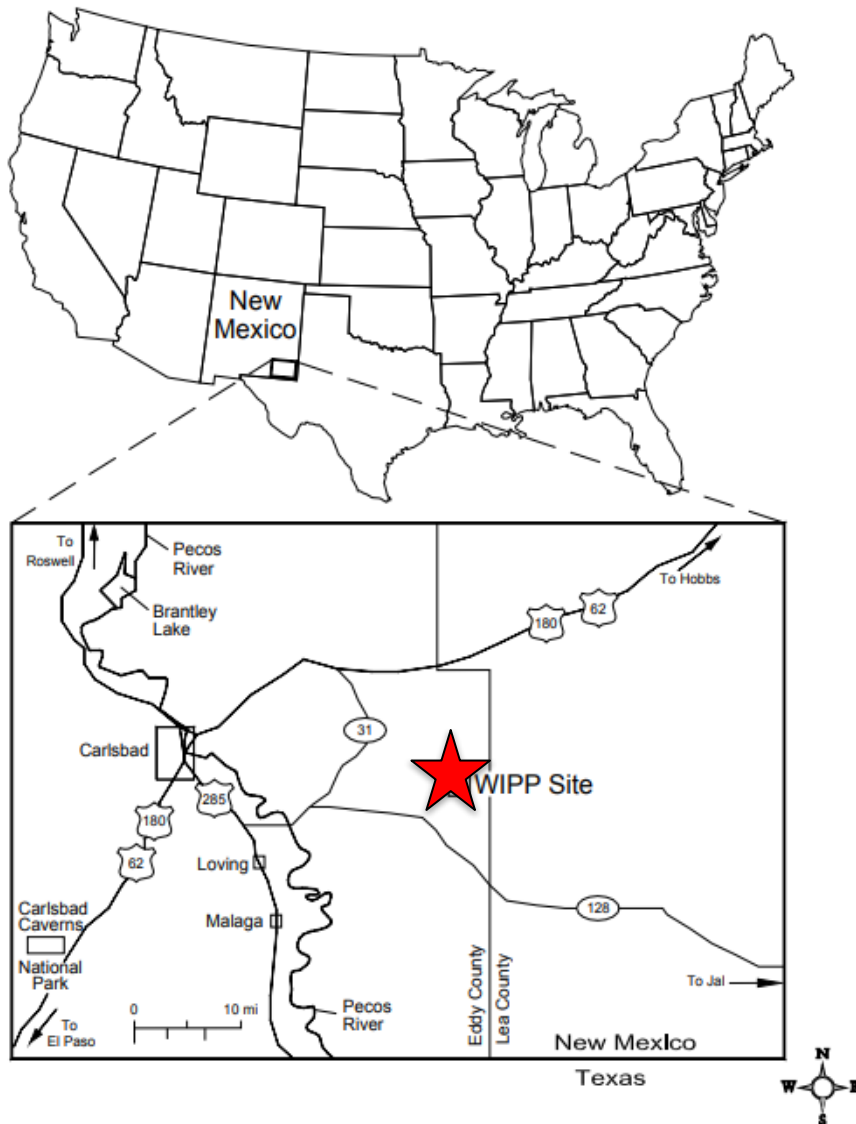 New
Mexico
To
Roswell
Pecos
River
Brantley
Lake
To Hobbs
62
180
31
Carlsbad
WIPP Site
285
180
62
Loving
128
Carlsbad
Caverns
National
Park
Malaga
To Jal
0 10 mi
Pecos
River
Eddy County
Lea County
To
El Paso
New Mexico
Texas
N
W E
S